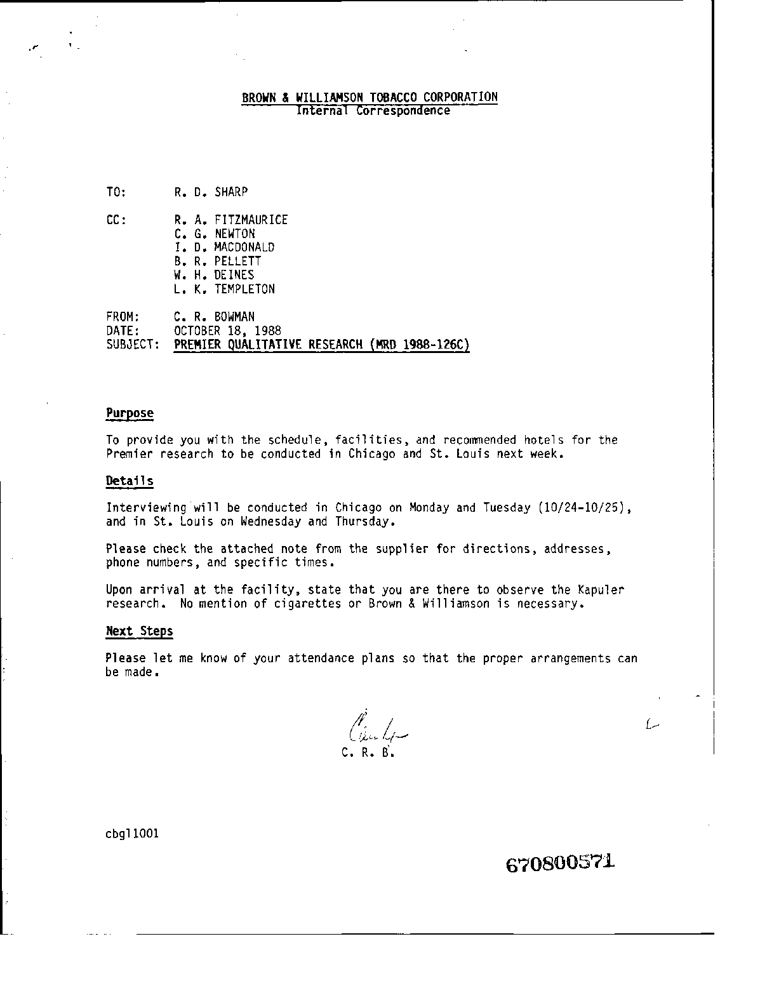 BROWN & WILLIAMSON TOBACCO CORPORATION
Internal Correspondence
TO: R. D. SHARP
CC: R. A. FITZMAURICE
C. G. NEWTON
I. D. MACDONALD
B. R. PELLETT
W. H. DEINES
L. K. TEMPLETON
FROM: C. R. BOWMAN
DATE: OCTOBER 18, 1988
SUBJECT: PREMIER QUALITATIVE RESEARCH (MRD 1988-126C)
Purpose
To provide you with the schedule, facilities, and recommended hotels for the
Premier research to be conducted in Chicago and St. Louis next week.
Details
Interviewing will be conducted in Chicago on Monday and Tuesday (10/24-10/25),
and in St. Louis on Wednesday and Thursday.
Please check the attached note from the supplier for directions, addresses,
phone numbers, and specific times.
Upon arrival at the facility, state that you are there to observe the Kapuler
research. No mention of cigarettes or Brown & Williamson is necessary.
Next Steps
Please let me know of your attendance plans so that the proper arrangements can
be made.
C. R. B.
cbgl1001
670800571